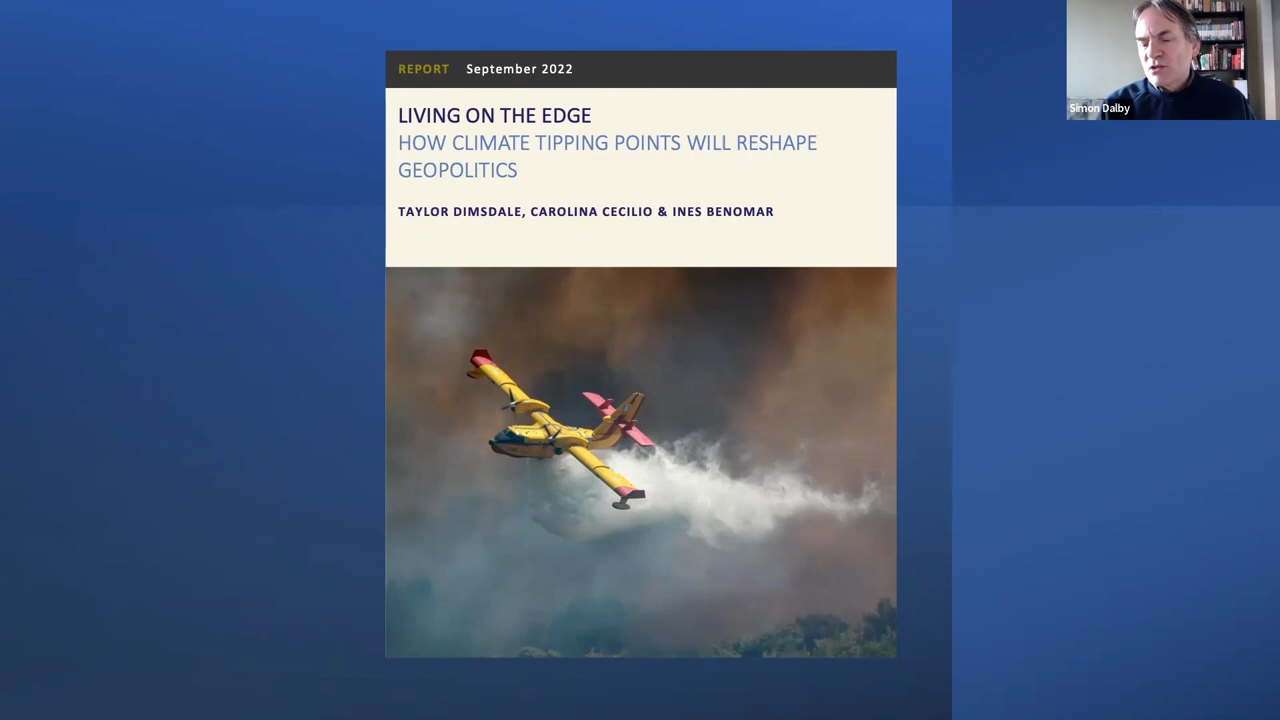 REPORT September 2022
LIVING ON THE EDGE
HOW CLIMATE TIPPING POINTS WILL RESHAPE
GEOPOLITICS
TAYLOR DIMSDALE, CAROLINA CECILIO & INES BENOMAR
Simon Dalby